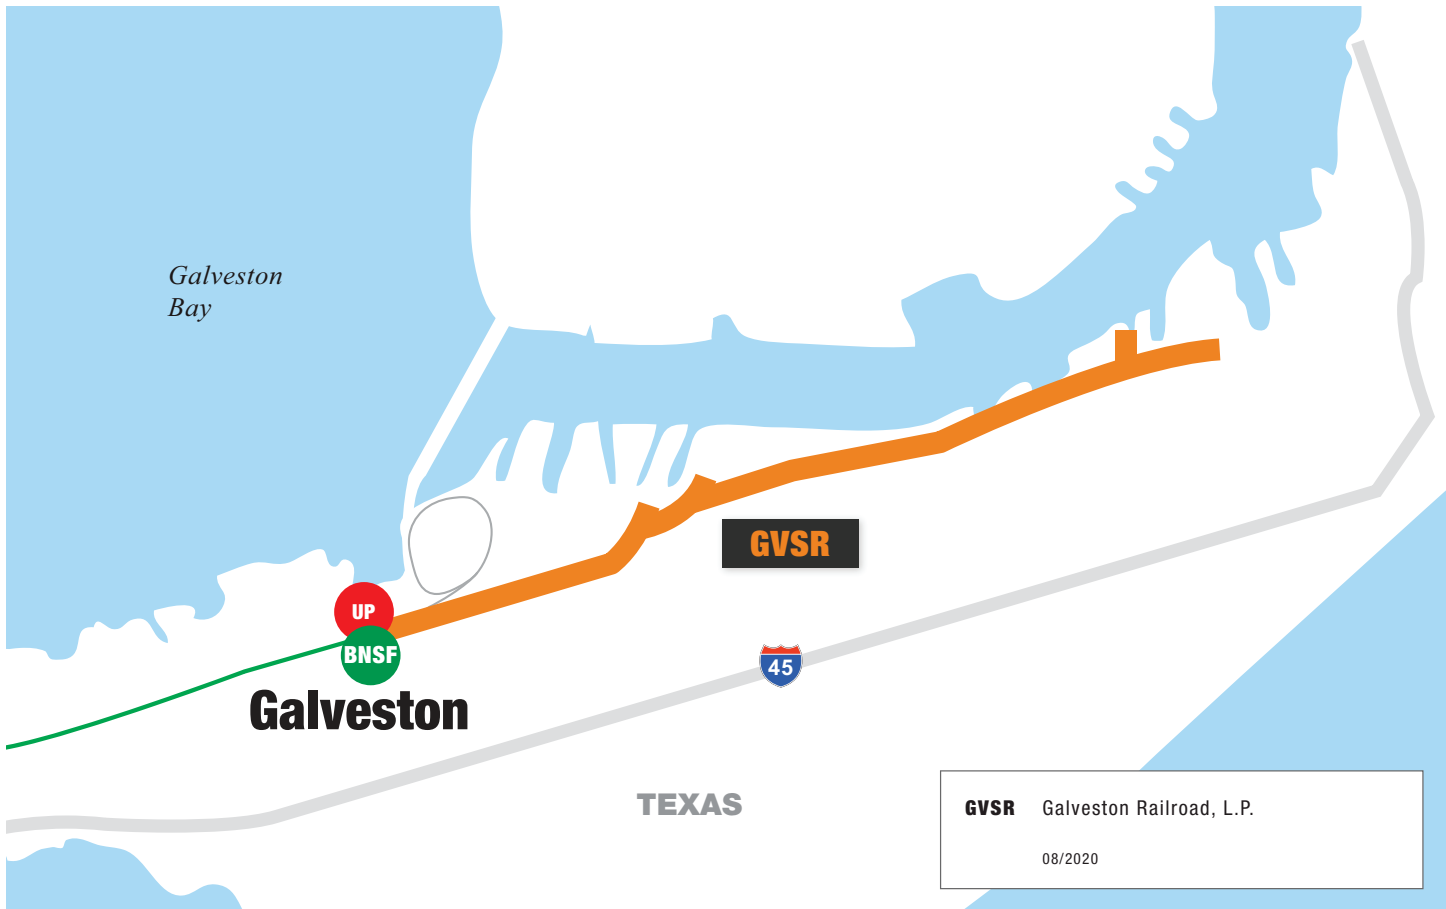 Galveston
Bay
GVSR
UP
BNSF
Galveston
45
TEXAS
GVSR Galveston Railroad, L.P.
08/2020